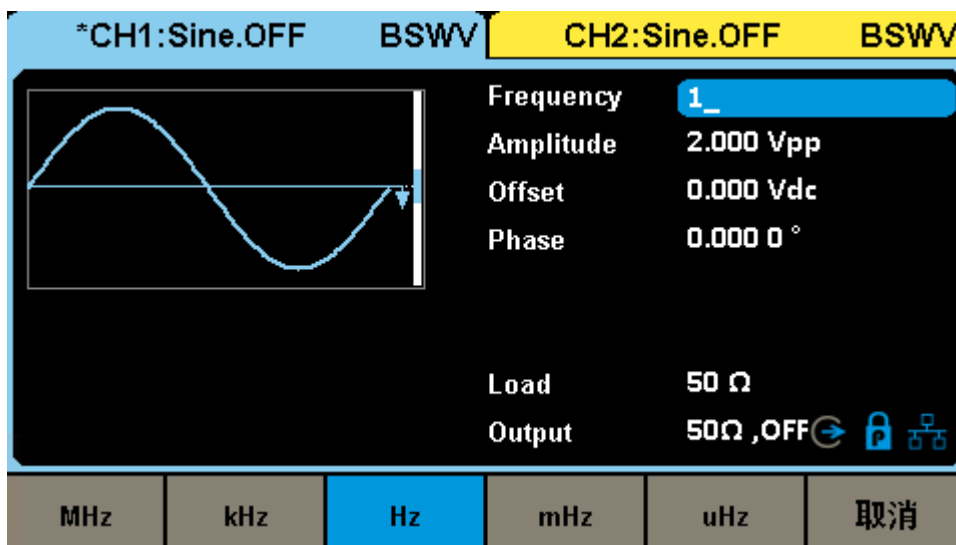 *CH1:Sine.OFF BSWV CH2:Sine.OFF BSWV
Frequency 1_
Amplitude 2.000 Vpp
Offset 0.000 Vdc
Phase 0.000 0 °
Load 50 Ω
Output 50Ω ,OFF P
MHz kHz Hz mHz uHz 取消